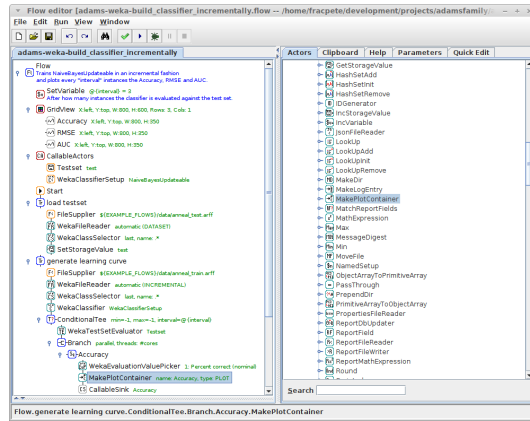 Flow editor [adams-weka-build_classifier_incrementally.flow -- /home/fracpete/development/projects/adamsfamily
File Edit Run View Window
adams-weka-build_classifier_incrementally
Flow
Trains NaiveBayesUpdateable in an incremental fashion
and plots every "interval" instances the Accuracy, RMSE and AUC.
SetVariable @{interval} = 3
After how many instances the classifier is evaluated against the test set.
GridView X:left, Y:top, W:800, H:600, Rows: 3, Cols: 1
Accuracy X:left, Y:top, W:800, H:350
RMSE X:left, Y:top, W:800, H:350
AUC X:left, Y:top, W:800, H:350
CallableActors
Testset test
WekaClassifierSetup NaiveBayesUpdateable
Start
load testset
FileSupplier ${EXAMPLE_FLOWS}/data/anneal_test.arff
WekaFileReader automatic (DATASET)
WekaClassSelector last, name: .*
SetStorageValue test
generate learning curve
FileSupplier ${EXAMPLE_FLOWS}/data/anneal_train.arff
WekaFileReader automatic (INCREMENTAL)
WekaClassSelector last, name: .*
WekaClassifier WekaClassifierSetup
ConditionalTee min=-1, max=-1, interval=@{interval}
WekaTestSetEvaluator Testset
Branch parallel, threads: #cores
Accuracy
WekaEvaluationValuePicker 1: Percent correct (nominal)
MakePlotContainer name: Accuracy, type: PLOT
CallableSink Accuracy
Actors Clipboard Help Parameters Quick Edit
GetStorageValue
HashSetAdd
HashSetInit
HashSetRemove
IDGenerator
IncStorageValue
IncVariable
JsonFileReader
LookUp
LookUpAdd
LookUpInit
LookUpRemove
MakeDir
MakeLogEntry
MakePlotContainer
MatchReportFields
MathExpression
Max
MessageDigest
Min
MoveFile
NamedSetup
ObjectArrayToPrimitiveArray
PassThrough
PrependDir
PrimitiveArrayToObjectArray
PropertiesFileReader
ReportDbUpdater
ReportField
ReportFileReader
ReportFileWriter
ReportMathExpression
Round
Search
Flow.generate learning curve.ConditionalTee.Branch.Accuracy.MakePlotContainer